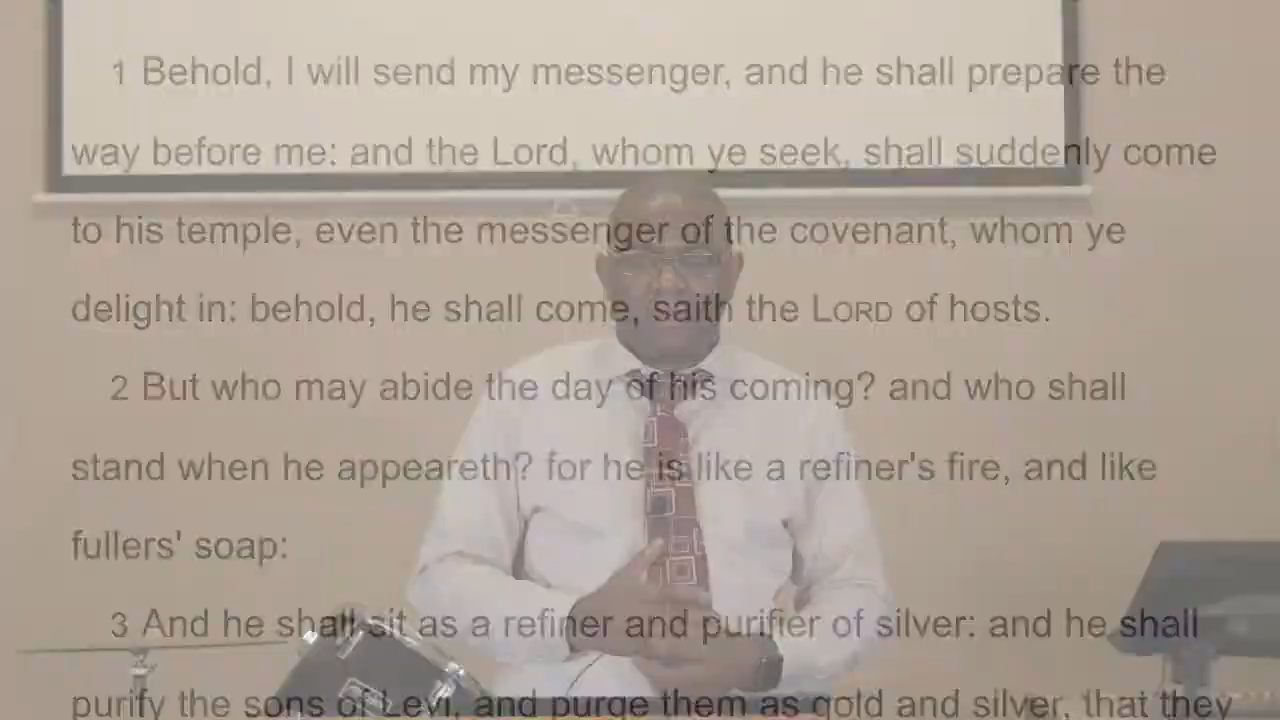 1 Behold, I will send my messenger, and he shall prepare the
way before me: and the Lord, whom ye seek, shall suddenly come
to his temple, even the messenger of the covenant, whom ye
delight in: behold, he shall come, saith the LORD of hosts.
2 But who may abide the day of his coming? and who shall
stand when he appeareth? for he is like a refiner's fire, and like
fullers' soap:
3 And he shall sit as a refiner and purifier of silver: and he shall
purify the sons of Levi, and purge them as gold and silver, that they